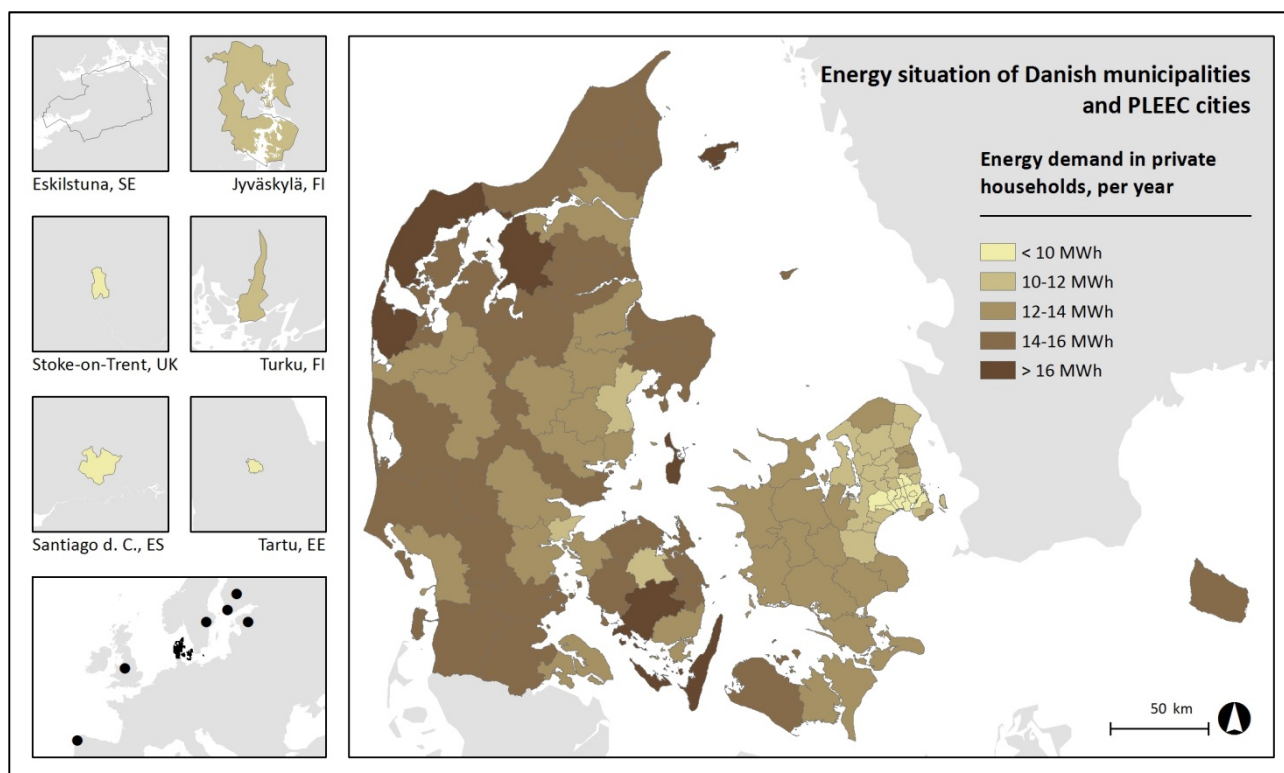 Energy situation of Danish municipalities
and PLEEC cities
Energy demand in private
households, per year
< 10 MWh
10-12 MWh
12-14 MWh
14-16 MWh
> 16 MWh
50 km
Eskilstuna, SE
Jyväskylä, FI
Stoke-on-Trent, UK
Turku, FI
Santiago d. C., ES
Tartu, EE